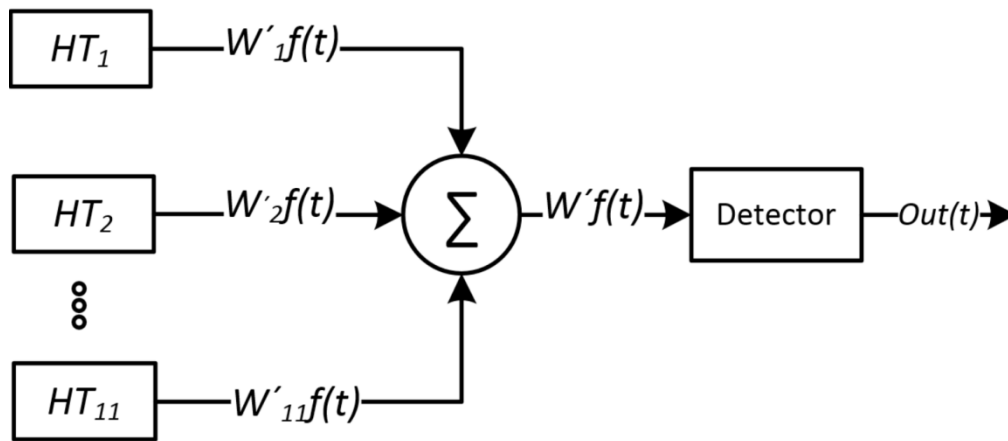 HT₁ W′₁f(t)
HT₂ W′₂f(t) Σ W′f(t) Detector Out(t)
HT₁₁ W′₁₁f(t)